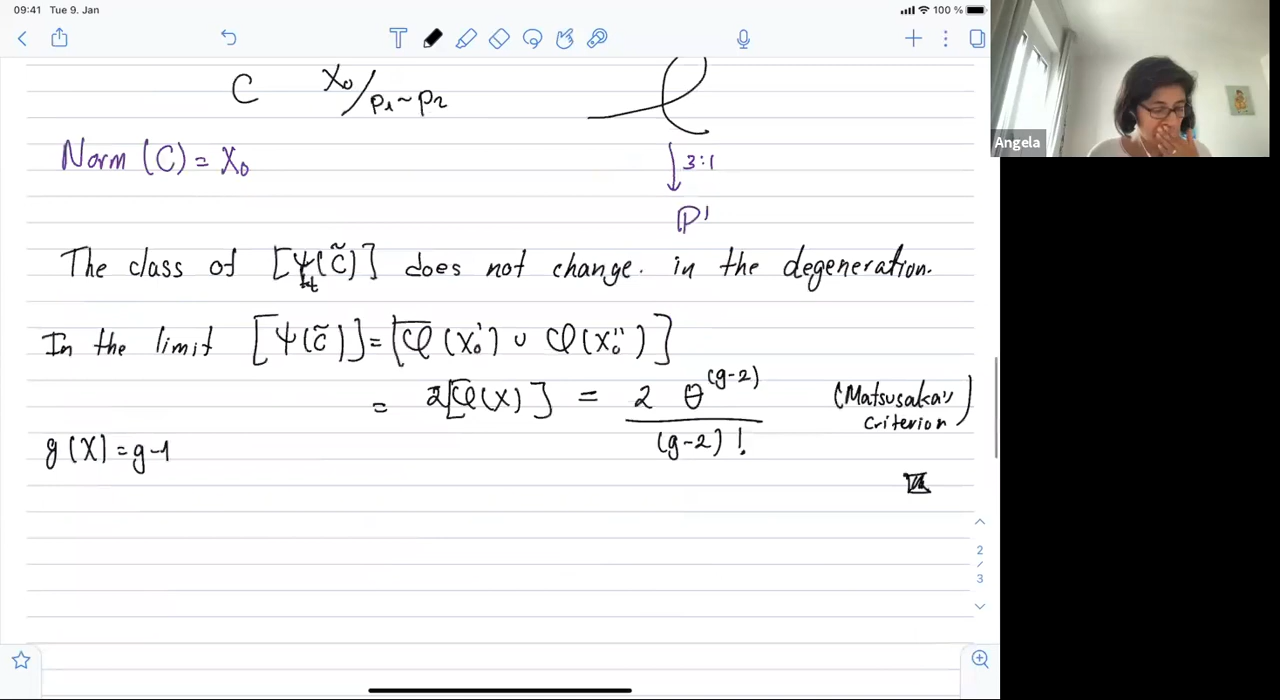 09:41 Tue 9. Jan
100 %
C X₀/p₁~p₂
Norm (C) = X₀
3:1
P¹
Angela
The class of [Ψ_t(C̃)] does not change. in the degeneration.
In the limit [Ψ(c̃)] = [φ(X₀') ∪ φ(X₀'')]
= 2[φ(X)] = 2 θ^(g-2) / (g-2)! (Matsusaka's criterion)
g(X) = g-1
2
/
3